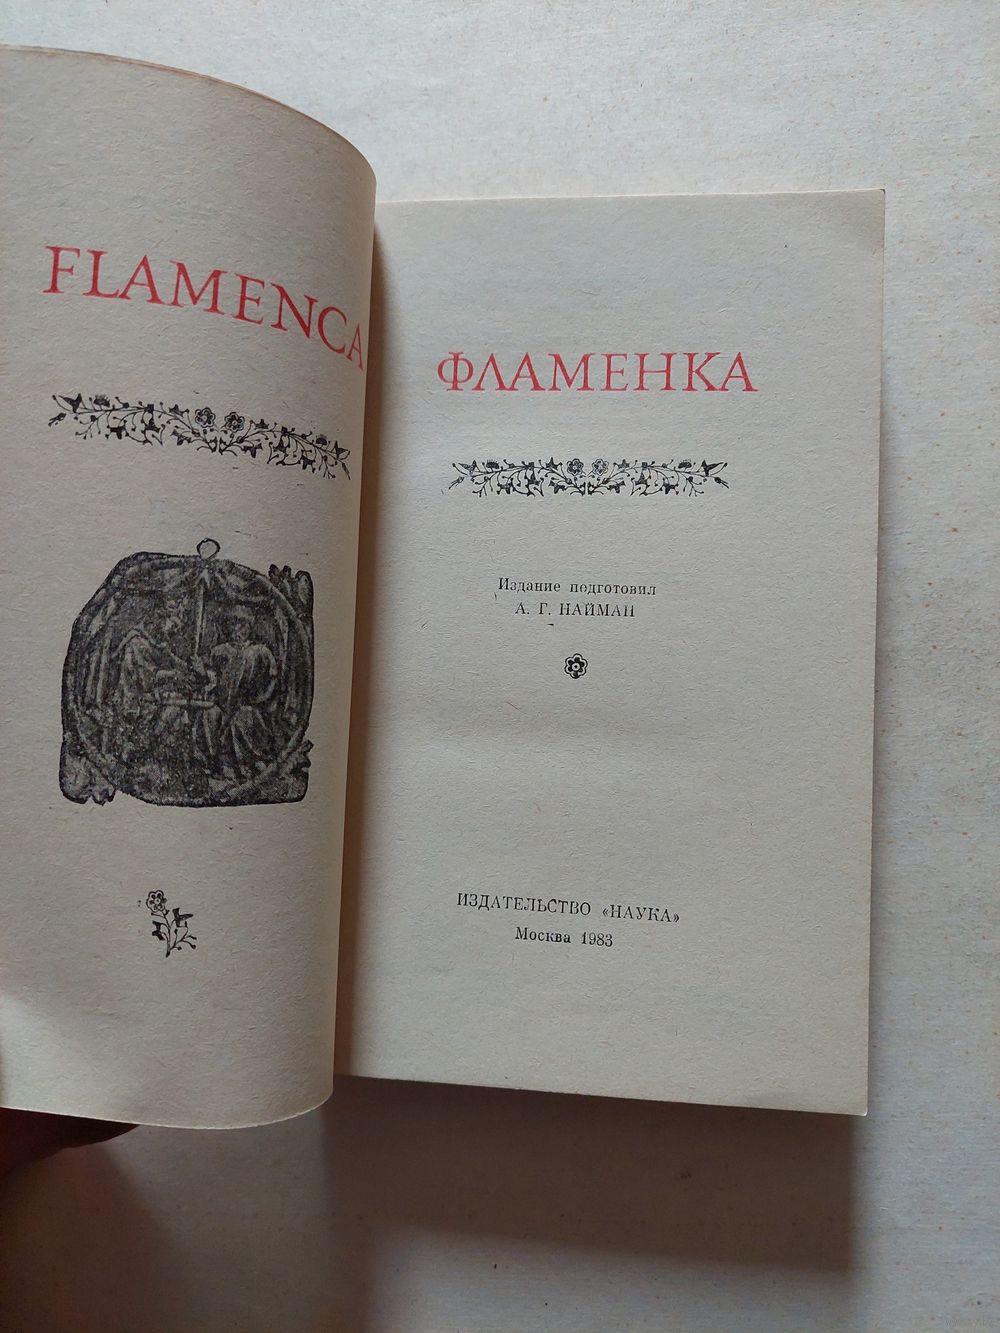 FLAMENCA
ФЛАМЕНКА
Издание подготовил
А. Г. НАЙМАН
ИЗДАТЕЛЬСТВО «НАУКА»
Москва 1983